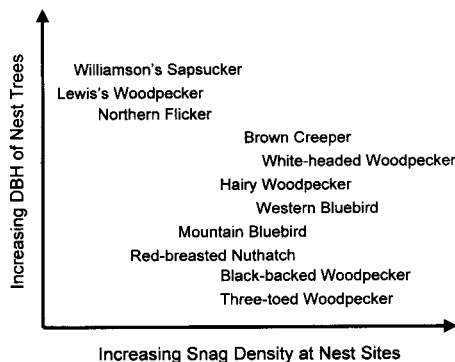 Increasing DBH of Nest Trees
Williamson's Sapsucker
Lewis's Woodpecker
Northern Flicker
Brown Creeper
White-headed Woodpecker
Hairy Woodpecker
Western Bluebird
Mountain Bluebird
Red-breasted Nuthatch
Black-backed Woodpecker
Three-toed Woodpecker
Increasing Snag Density at Nest Sites